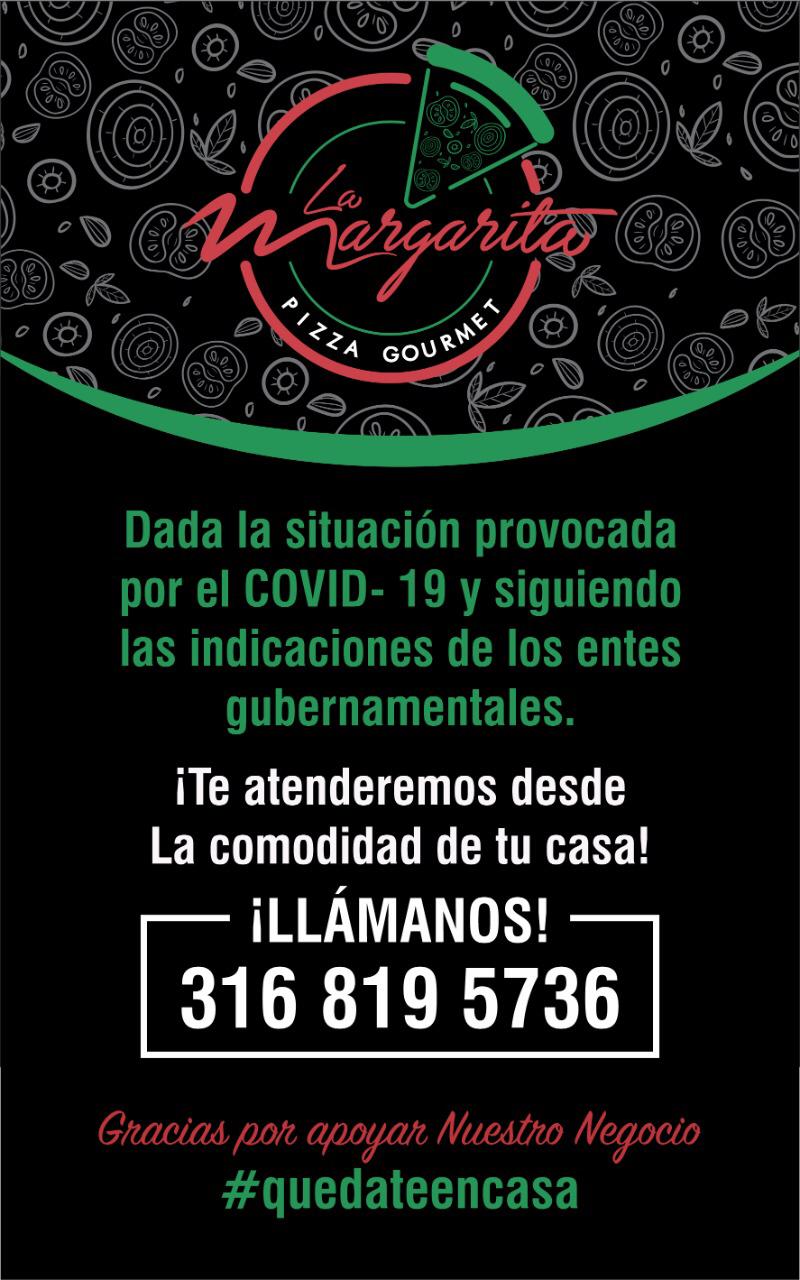 La
Margarita
PIZZA GOURMET
Dada la situación provocada
por el COVID- 19 y siguiendo
las indicaciones de los entes
gubernamentales.
¡Te atenderemos desde
La comodidad de tu casa!
¡LLÁMANOS!
316 819 5736
Gracias por apoyar Nuestro Negocio
#quedateencasa